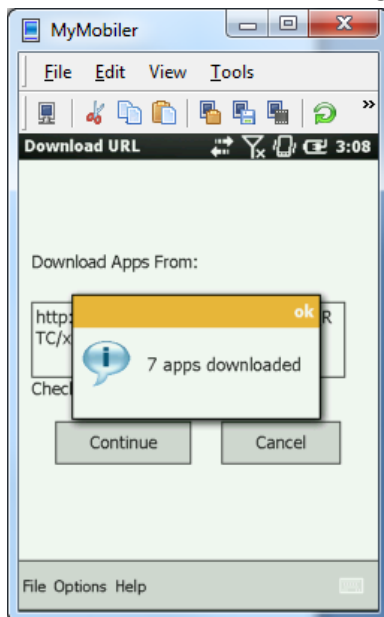 MyMobiler
File Edit View Tools
»
Download URL 3:08
Download Apps From:
http: R
TC/x
ok
7 apps downloaded
Chec
Continue Cancel
File Options Help